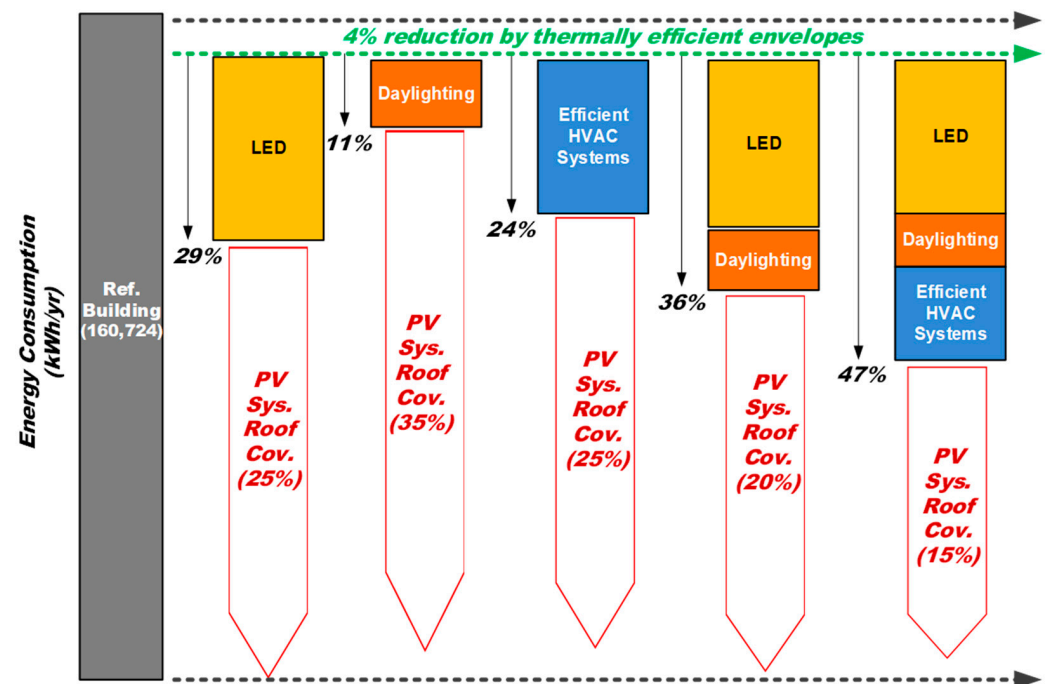 4% reduction by thermally efficient envelopes
Energy Consumption
(kWh/yr)
Ref.
Building
(160,724)
29%
LED
PV
Sys.
Roof
Cov.
(25%)
11%
Daylighting
PV
Sys.
Roof
Cov.
(35%)
24%
Efficient
HVAC
Systems
PV
Sys.
Roof
Cov.
(25%)
36%
LED
Daylighting
PV
Sys.
Roof
Cov.
(20%)
47%
LED
Daylighting
Efficient
HVAC
Systems
PV
Sys.
Roof
Cov.
(15%)